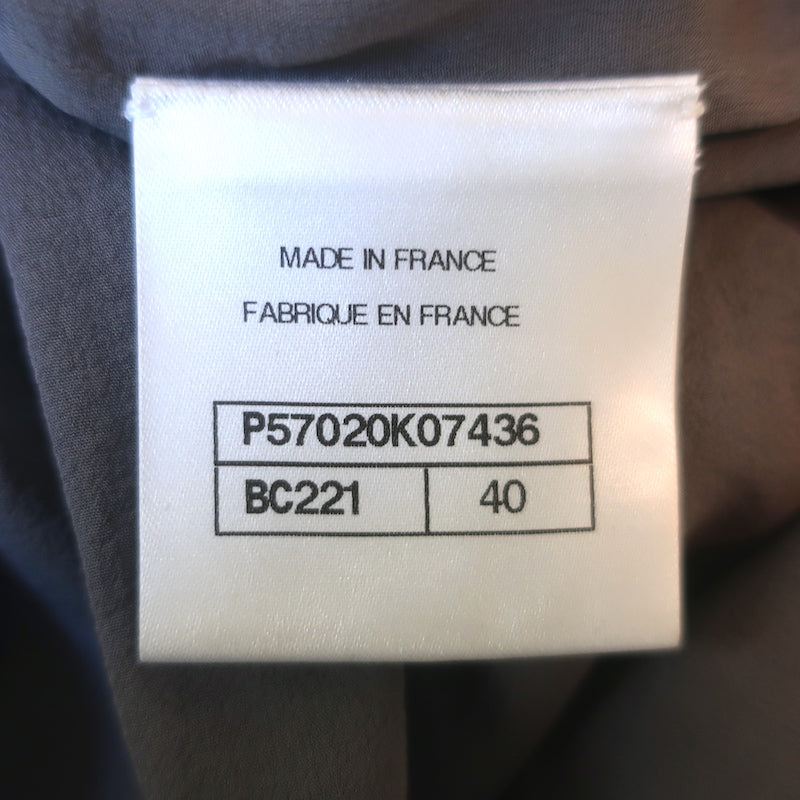 MADE IN FRANCE
FABRIQUE EN FRANCE
P57020K07436
BC221 40